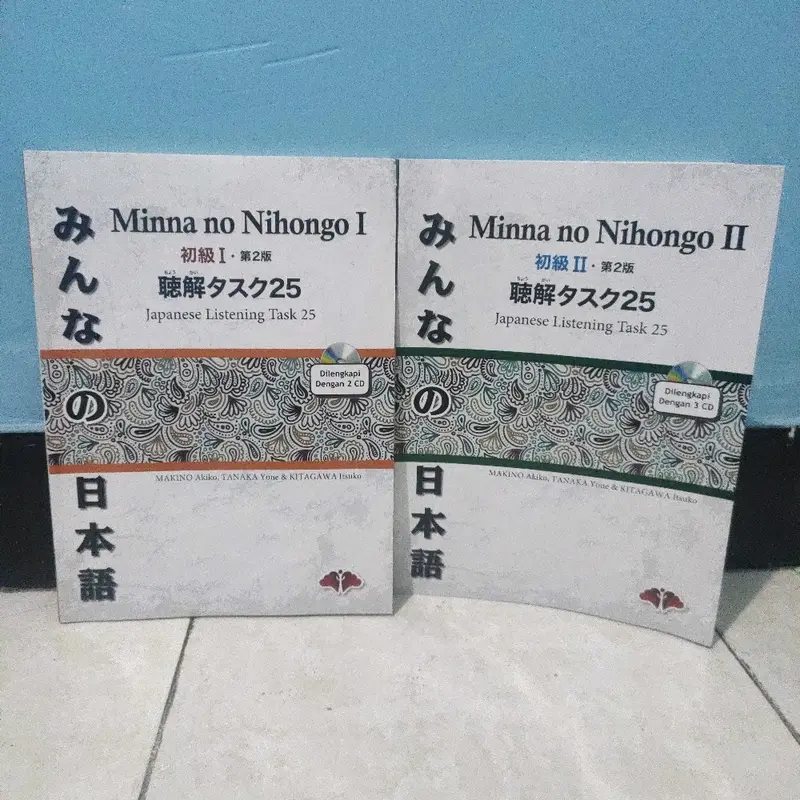 みんなの日本語
Minna no Nihongo I
初級 I・第2版
ちょう かい
聴解タスク25
Japanese Listening Task 25
Dilengkapi
Dengan 2 CD
MAKINO Akiko, TANAKA Yone & KITAGAWA Itsuko
みんなの日本語
Minna no Nihongo II
初級 II・第2版
ちょう かい
聴解タスク25
Japanese Listening Task 25
Dilengkapi
Dengan 3 CD
MAKINO Akiko, TANAKA Yone & KITAGAWA Itsuko